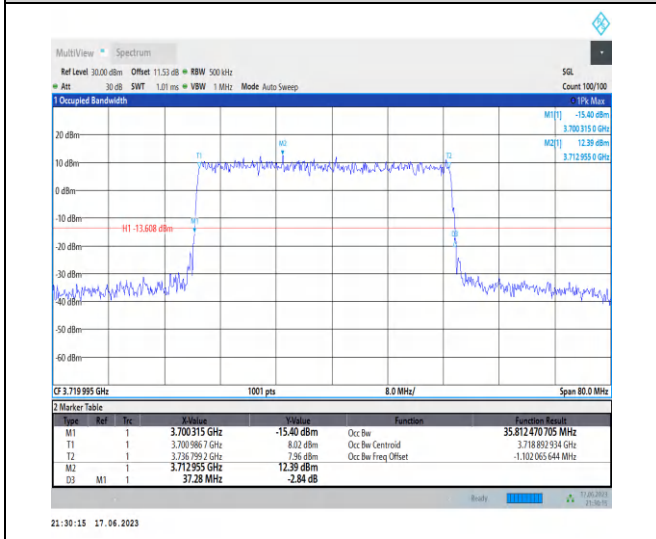 MultiView Spectrum
Ref Level 30.00 dBm Offset 11.53 dB RBW 500 kHz SGL
Att 30 dB SWT 1.01 ms VBW 1 MHz Mode Auto Sweep Count 100/100
1 Occupied Bandwidth 1Pk Max
M1[1] -15.40 dBm
3.700 315 0 GHz
M2[1] 12.39 dBm
3.712 955 0 GHz
20 dBm
M2
T1 T2
10 dBm
0 dBm
-10 dBm
M1
H1 -13.608 dBm
D3
-20 dBm
-30 dBm
-40 dBm
-50 dBm
-60 dBm
CF 3.719 995 GHz 1001 pts 8.0 MHz/ Span 80.0 MHz
2 Marker Table
Type Ref Trc X-Value Y-Value Function Function Result
M1 1 3.700 315 GHz -15.40 dBm Occ Bw 35.812 470 705 MHz
T1 1 3.700 986 7 GHz 8.02 dBm Occ Bw Centroid 3.718 892 934 GHz
T2 1 3.736 799 2 GHz 7.96 dBm Occ Bw Freq Offset -1.102 065 644 MHz
M2 1 3.712 955 GHz 12.39 dBm
D3 M1 1 37.28 MHz -2.84 dB
Ready 17.06.2023
21:30:15
21:30:15 17.06.2023